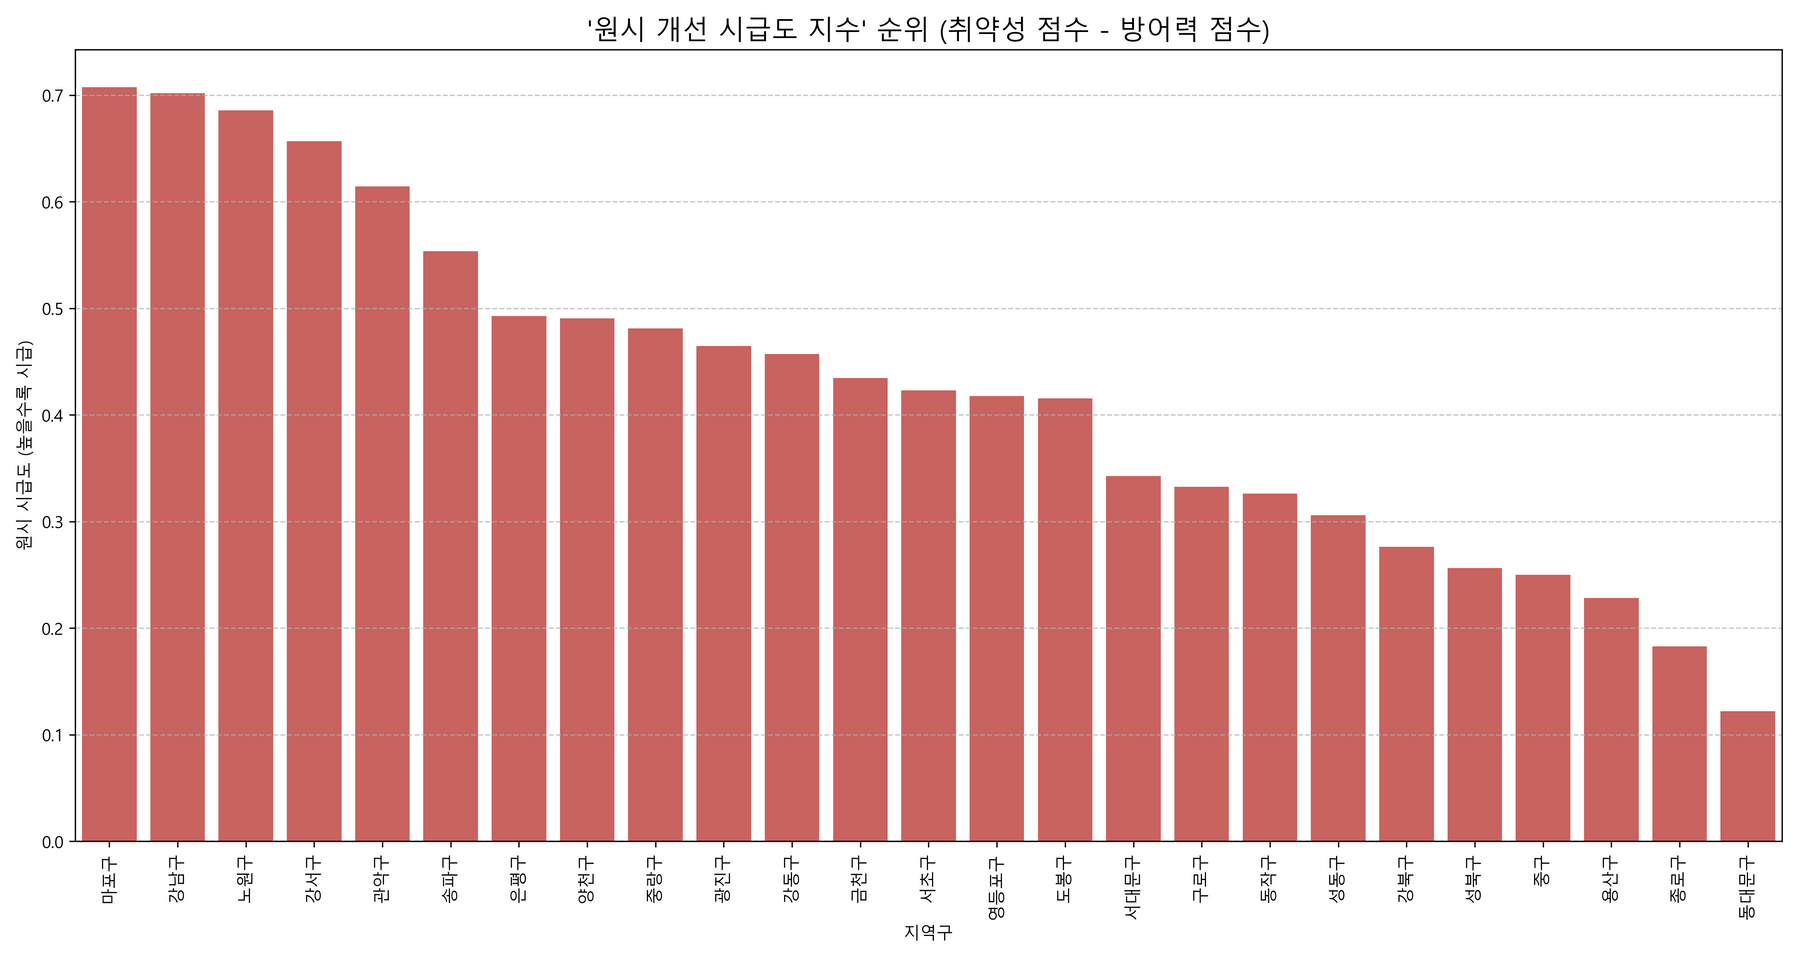 '원시 개선 시급도 지수' 순위 (취약성 점수 - 방어력 점수)
원시 시급도 (높을수록 시급)
0.7
0.6
0.5
0.4
0.3
0.2
0.1
0.0
마포구
강남구
노원구
강서구
관악구
송파구
은평구
양천구
중랑구
광진구
강동구
금천구
서초구
영등포구
도봉구
서대문구
구로구
동작구
성동구
강북구
성북구
중구
용산구
종로구
동대문구
지역구